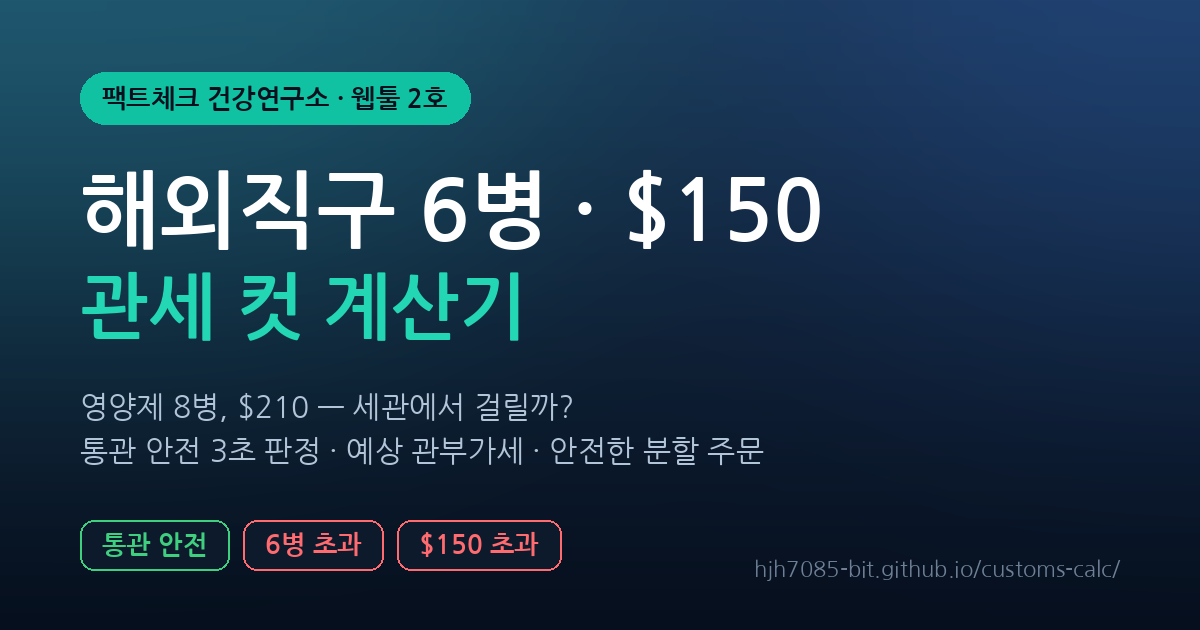 팩트체크 건강연구소 · 웹툴 2호
해외직구 6병 · $150
관세 컷 계산기
영양제 8병, $210 — 세관에서 걸릴까?
통관 안전 3초 판정 · 예상 관부가세 · 안전한 분할 주문
통관 안전
6병 초과
$150 초과
hjh7085-bit.github.io/customs-calc/